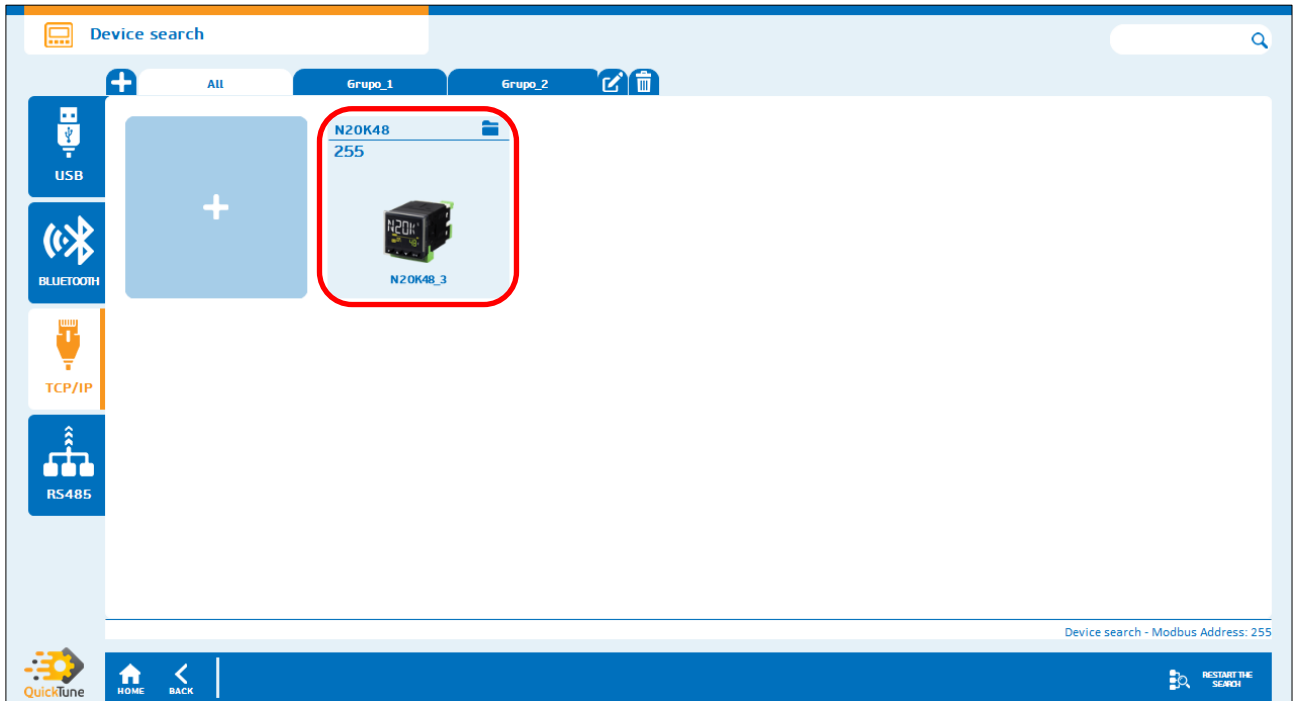 Device search
All
Grupo_1
Grupo_2
USB
BLUETOOTH
TCP/IP
RS485
N20K48
255
N20K
N20K48_3
Device search - Modbus Address: 255
QuickTune
HOME
BACK
RESTART THE
SEARCH